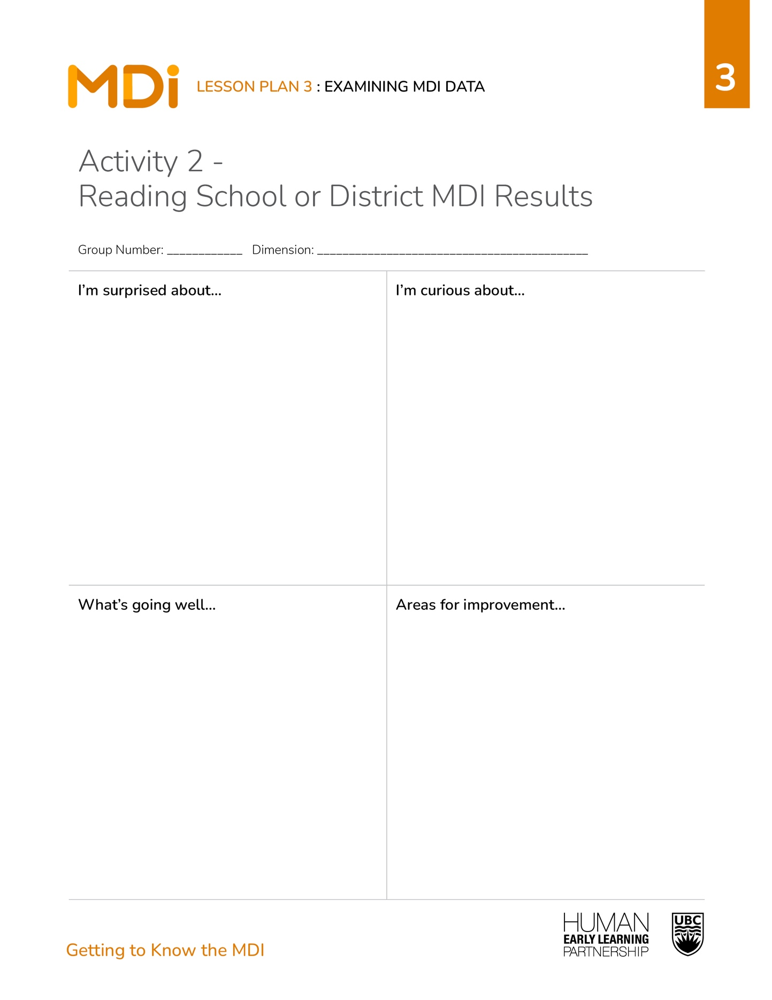 MDi LESSON PLAN 3 : EXAMINING MDI DATA
3
Activity 2 -
Reading School or District MDI Results
Group Number: ____________ Dimension: ___________________________________________
I’m surprised about...
I’m curious about...
What’s going well...
Areas for improvement...
Getting to Know the MDI
HUMAN
EARLY LEARNING
PARTNERSHIP
UBC